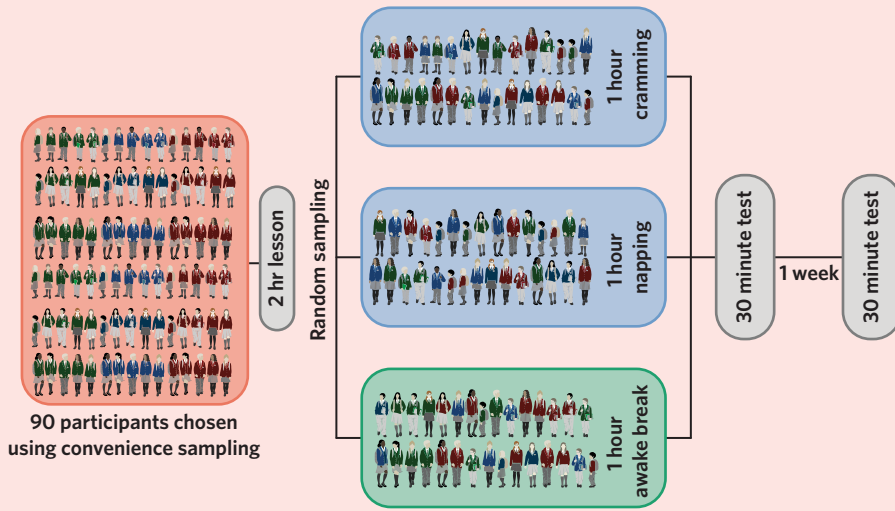 90 participants chosen
using convenience sampling
2 hr lesson
Random sampling
1 hour
cramming
1 hour
napping
1 hour
awake break
30 minute test
1 week
30 minute test